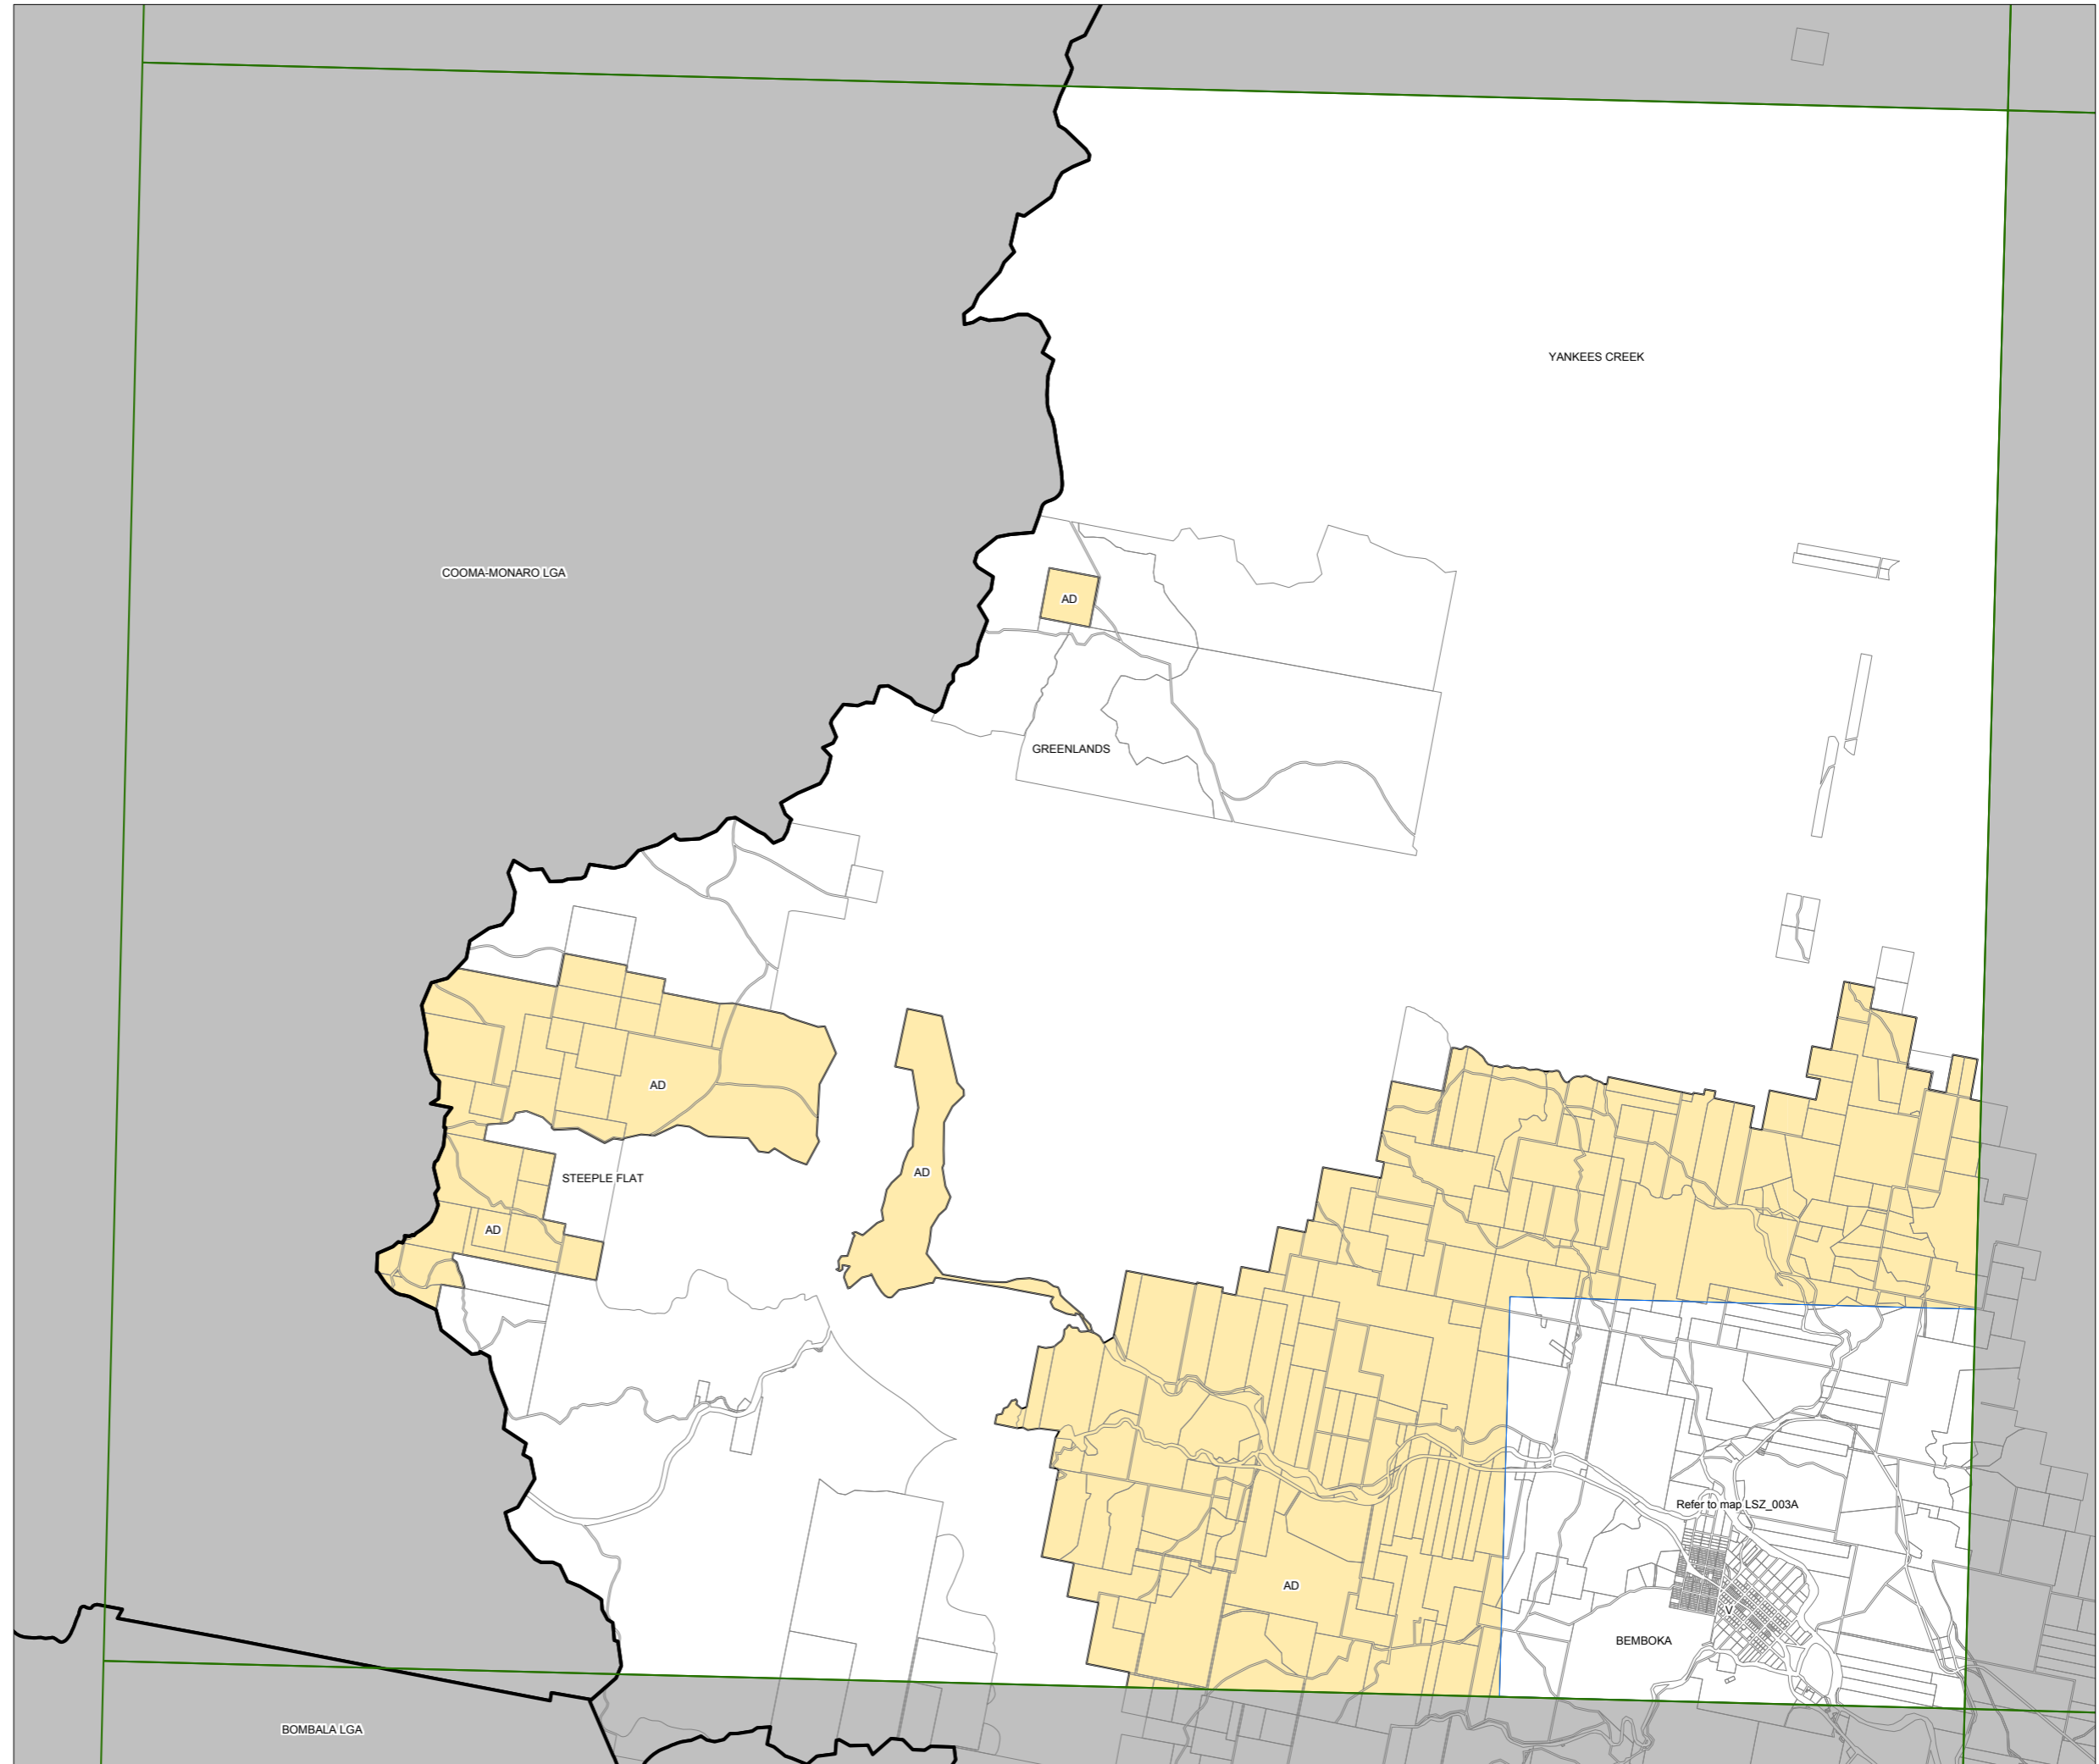 YANKEES CREEK
COOMA-MONARO LGA
AD
GREENLANDS
AD
AD
STEEPLE FLAT
AD
Refer to map LSZ_003A
AD
V
BEMBOKA
BOMBALA LGA